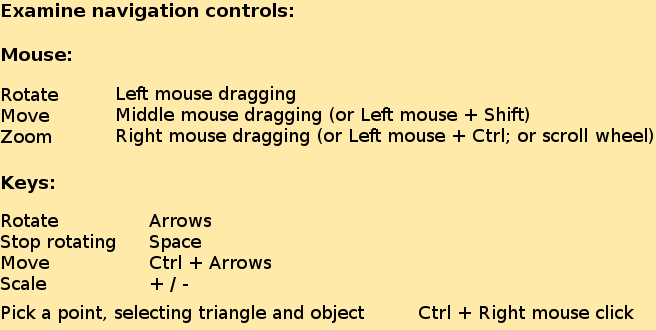 Examine navigation controls:
Mouse:
Rotate Left mouse dragging
Move Middle mouse dragging (or Left mouse + Shift)
Zoom Right mouse dragging (or Left mouse + Ctrl; or scroll wheel)
Keys:
Rotate Arrows
Stop rotating Space
Move Ctrl + Arrows
Scale + / -
Pick a point, selecting triangle and object Ctrl + Right mouse click